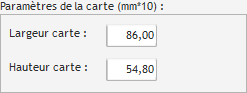 Paramètres de la carte (mm*10) :
Largeur carte : 86,00
Hauteur carte : 54,80